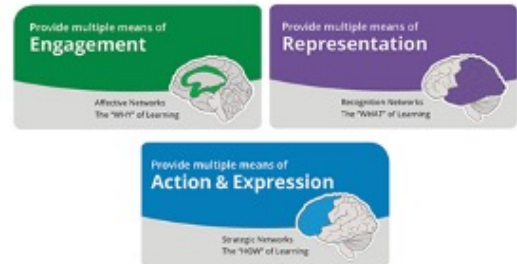 Provide multiple means of
Engagement
Affective Networks
The "WHY" of Learning
Provide multiple means of
Representation
Recognition Networks
The "WHAT" of Learning
Provide multiple means of
Action & Expression
Strategic Networks
The "HOW" of Learning